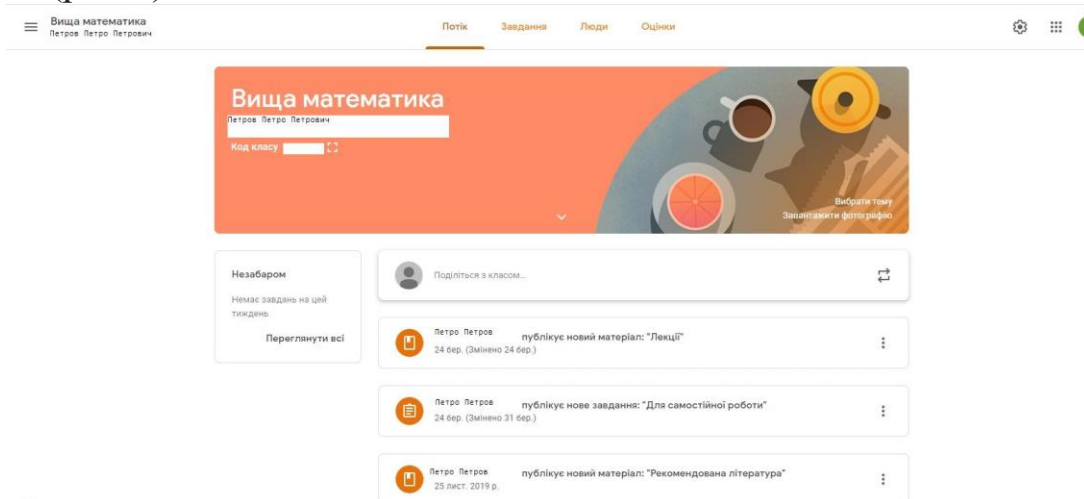 Вища математика
Петров Петро Петрович
Потік Завдання Люди Оцінки
Вища математика
Петров Петро Петрович
Код класу
Вибрати тему
Завантажити фотографію
Незабаром
Немає завдань на цей
тиждень
Переглянути всі
Поділіться з класом...
Петро Петров публікує новий матеріал: "Лекції"
24 бер. (Змінено 24 бер.)
Петро Петров публікує нове завдання: "Для самостійної роботи"
24 бер. (Змінено 31 бер.)
Петро Петров публікує новий матеріал: "Рекомендована література"
25 лист. 2019 р.